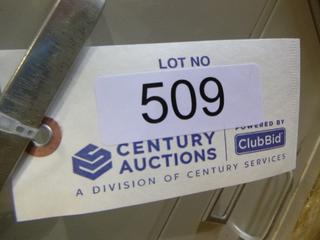 LOT NO
509
CENTURY
AUCTIONS
POWERED BY
ClubBid
A DIVISION OF CENTURY SERVICES